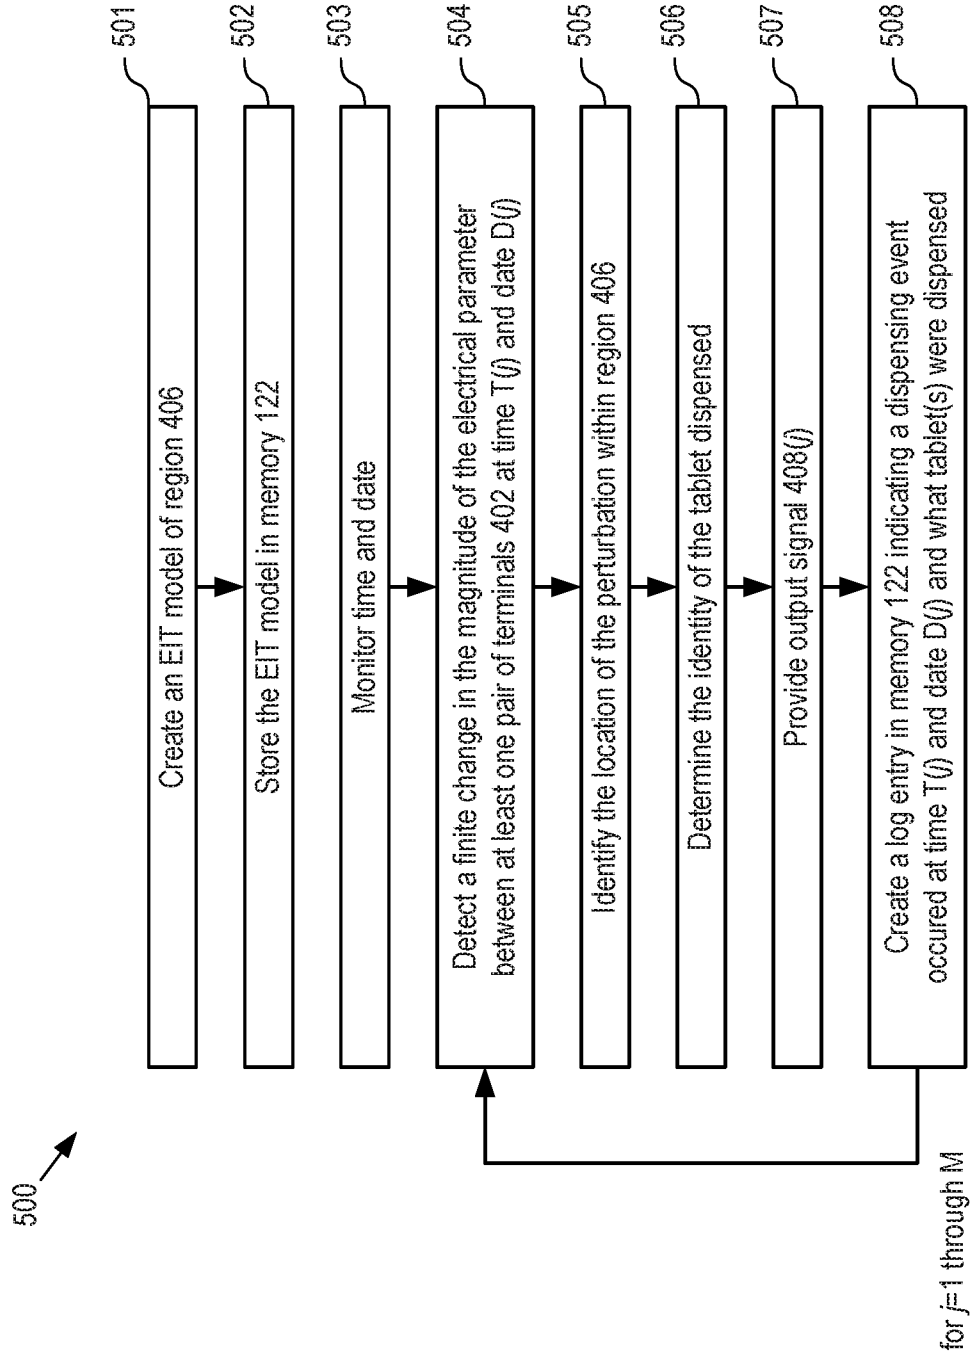 500
501
Create an EIT model of region 406
502
Store the EIT model in memory 122
503
Monitor time and date
504
Detect a finite change in the magnitude of the electrical parameter
between at least one pair of terminals 402 at time T(j) and date D(j)
505
Identify the location of the perturbation within region 406
506
Determine the identity of the tablet dispensed
507
Provide output signal 408(j)
508
Create a log entry in memory 122 indicating a dispensing event
occured at time T(j) and date D(j) and what tablet(s) were dispensed
for j=1 through M